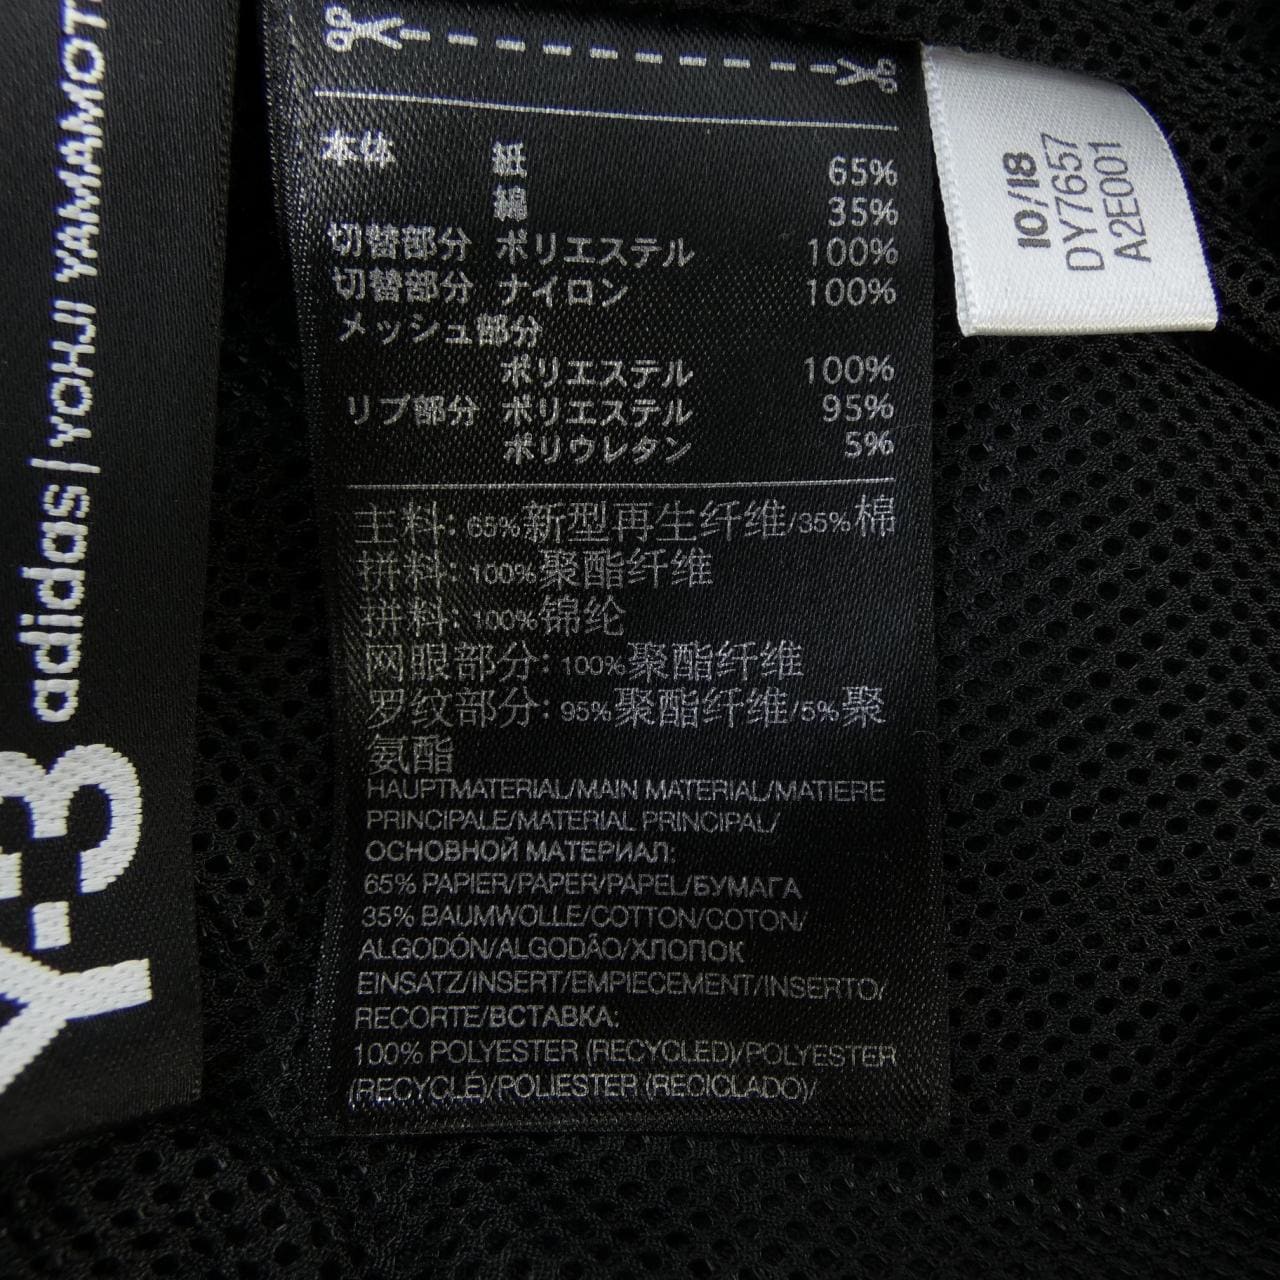 Y-3 adidas | YOHJI YAMAMOT
10/18
DY7657
A2E001
本体 紙 65%
綿 35%
切替部分 ポリエステル 100%
切替部分 ナイロン 100%
メッシュ部分
ポリエステル 100%
リブ部分 ポリエステル 95%
ポリウレタン 5%
主料: 65%新型再生纤维/35%棉
拼料: 100%聚酯纤维
拼料: 100%锦纶
网眼部分: 100%聚酯纤维
罗纹部分: 95%聚酯纤维/5%聚
氨酯
HAUPTMATERIAL/MAIN MATERIAL/MATIERE
PRINCIPALE/MATERIAL PRINCIPAL/
ОСНОВНОЙ МАТЕРИАЛ:
65% PAPIER/PAPER/PAPEL/БУМАГА
35% BAUMWOLLE/COTTON/COTON/
ALGODÓN/ALGODÃO/ХЛОПОК
EINSATZ/INSERT/EMPIECEMENT/INSERTO/
RECORTE/ВСТАВКА:
100% POLYESTER (RECYCLED)/POLYESTER
(RECYCLÉ)/POLIESTER (RECICLADO)/